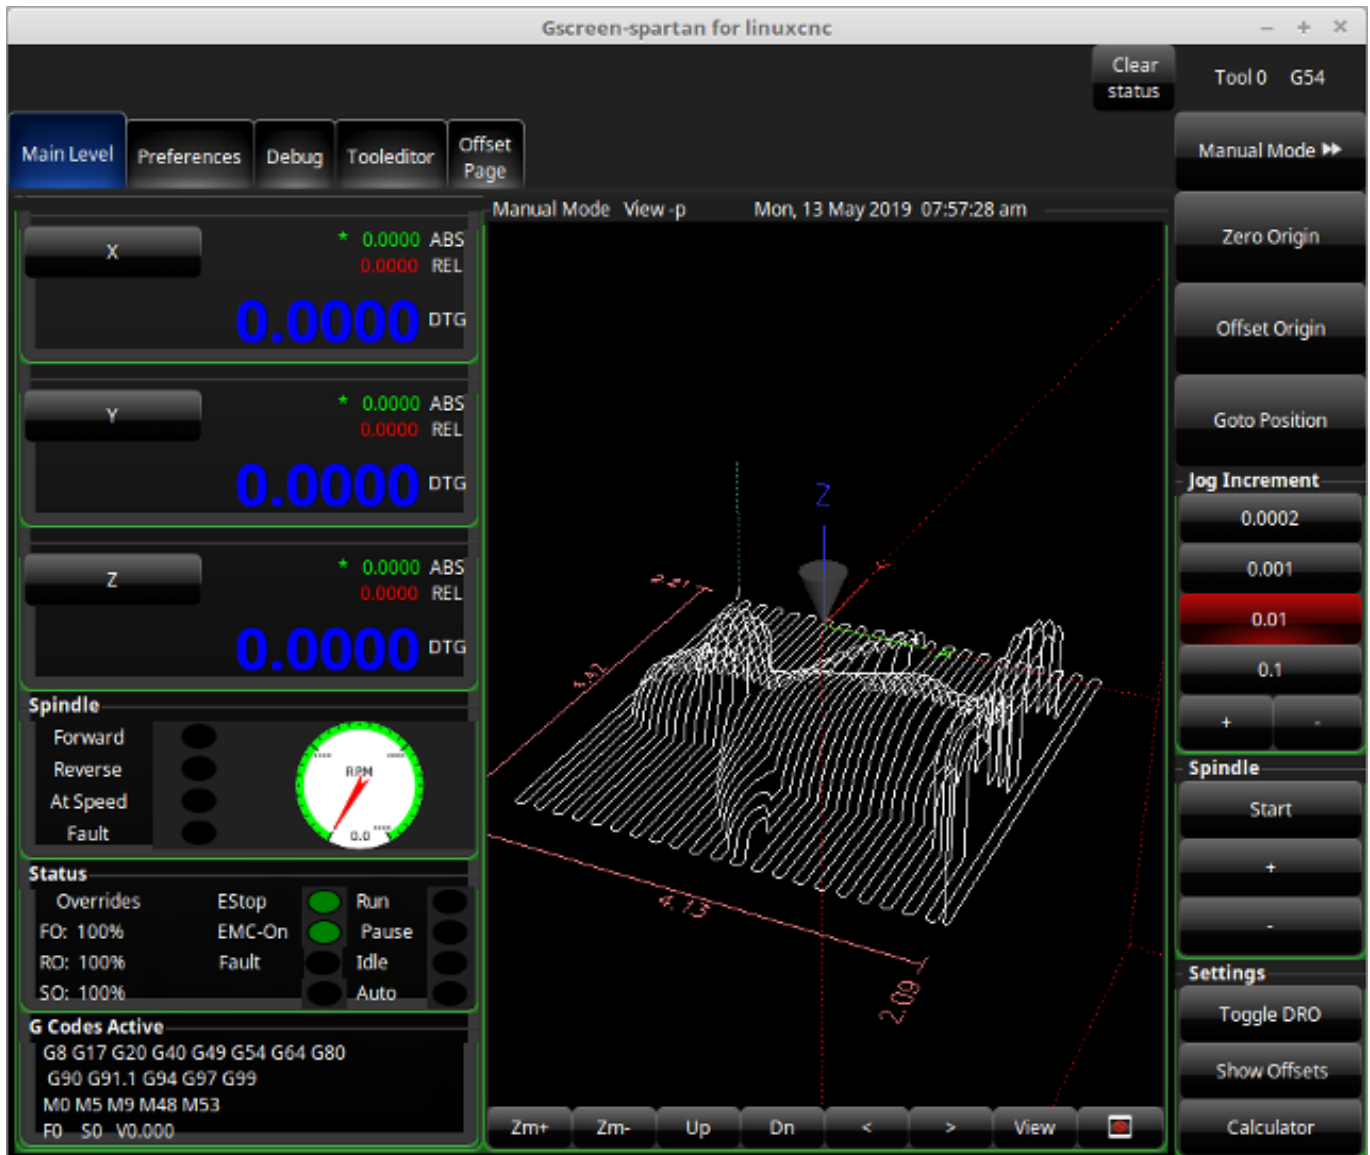 Gscreen-spartan for linuxcnc
Clear status
Tool 0 G54
Main Level Preferences Debug Tooleditor Offset Page
Manual Mode
Manual Mode View -p Mon, 13 May 2019 07:57:28 am
X
* 0.0000 ABS
0.0000 REL
0.0000 DTG
Y
* 0.0000 ABS
0.0000 REL
0.0000 DTG
Z
* 0.0000 ABS
0.0000 REL
0.0000 DTG
Spindle
Forward
Reverse
At Speed
Fault
RPM
0.0
Status
Overrides EStop Run
FO: 100% EMC-On Pause
RO: 100% Fault Idle
SO: 100% Auto
G Codes Active
G8 G17 G20 G40 G49 G54 G64 G80
G90 G91.1 G94 G97 G99
M0 M5 M9 M48 M53
F0 S0 V0.000
Z
4.13
2.09
Zm+ Zm- Up Dn < > View
Zero Origin
Offset Origin
Goto Position
Jog Increment
0.0002
0.001
0.01
0.1
+ -
Spindle
Start
+
-
Settings
Toggle DRO
Show Offsets
Calculator